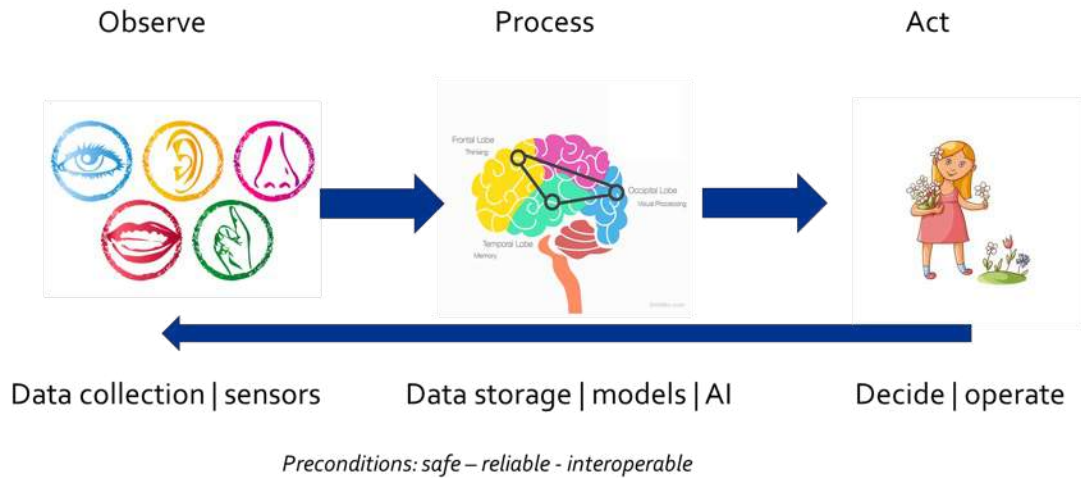 Observe
Process
Act
Frontal Lobe
Thinking
Occipital Lobe
Visual Processing
Temporal Lobe
Memory
Data collection | sensors
Data storage | models | AI
Decide | operate
Preconditions: safe – reliable - interoperable